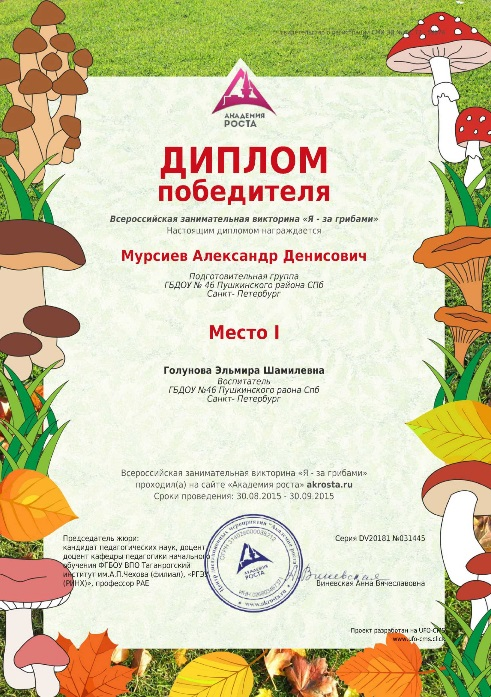 АКАДЕМИЯ
РОСТА
ДИПЛОМ
победителя
Всероссийская занимательная викторина «Я - за грибами»
Настоящим дипломом награждается
Мурсиев Александр Денисович
Подготовительная группа
ГБДОУ № 46 Пушкинского района СПб
Санкт- Петербург
Место I
Голунова Эльмира Шамилевна
Воспитатель
ГБДОУ №46 Пушкинского раона Спб
Санкт- Петербург
Всероссийская занимательная викторина «Я - за грибами»
проходил(а) на сайте «Академия роста» akrosta.ru
Сроки проведения: 30.08.2015 - 30.09.2015
Председатель жюри:
кандидат педагогических наук, доцент
доцент кафедры педагогики начального
обучения ФГБОУ ВПО Таганрогский
институт им.А.П.Чехова (филиал), «РГЭУ
(РИНХ)», профессор РАЕ
АКАДЕМИЯ
РОСТА
Серия DV20181 №031445
Виневская
Виневская Анна Вячеславовна
Проект разработан на UFO-CMS
www.ufo-cms.click